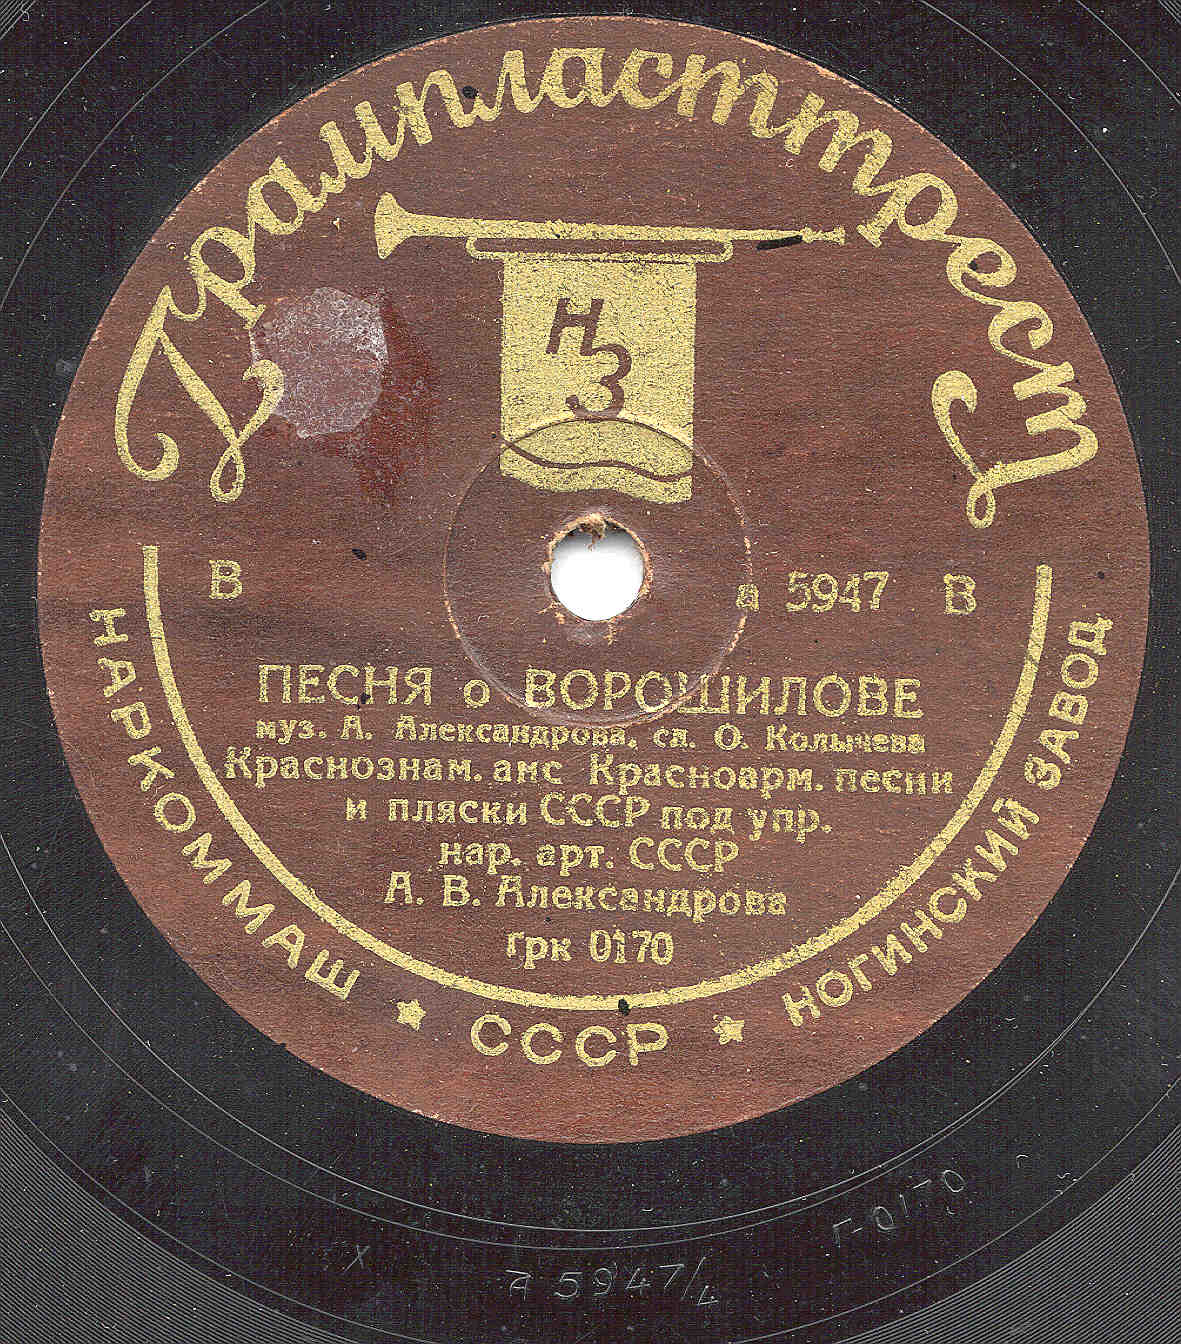 Грампласттрест
Н
З
В
а 5947 В
ПЕСНЯ о ВОРОШИЛОВЕ
муз. А. Александрова, сл. О. Колычева
Краснознам. анс Красноарм. песни
и пляски СССР под упр.
нар. арт. СССР
А. В. Александрова
грк 0170
НАРКОММАШ ★ СССР ★ НОГИНСКИЙ ЗАВОД
Г-0170
X
А 5947/4